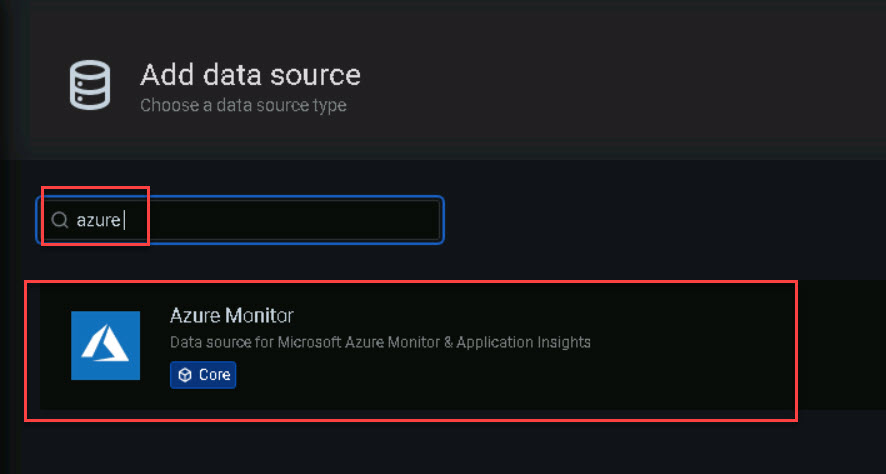 Add data source
Choose a data source type
azure
Azure Monitor
Data source for Microsoft Azure Monitor & Application Insights
Core